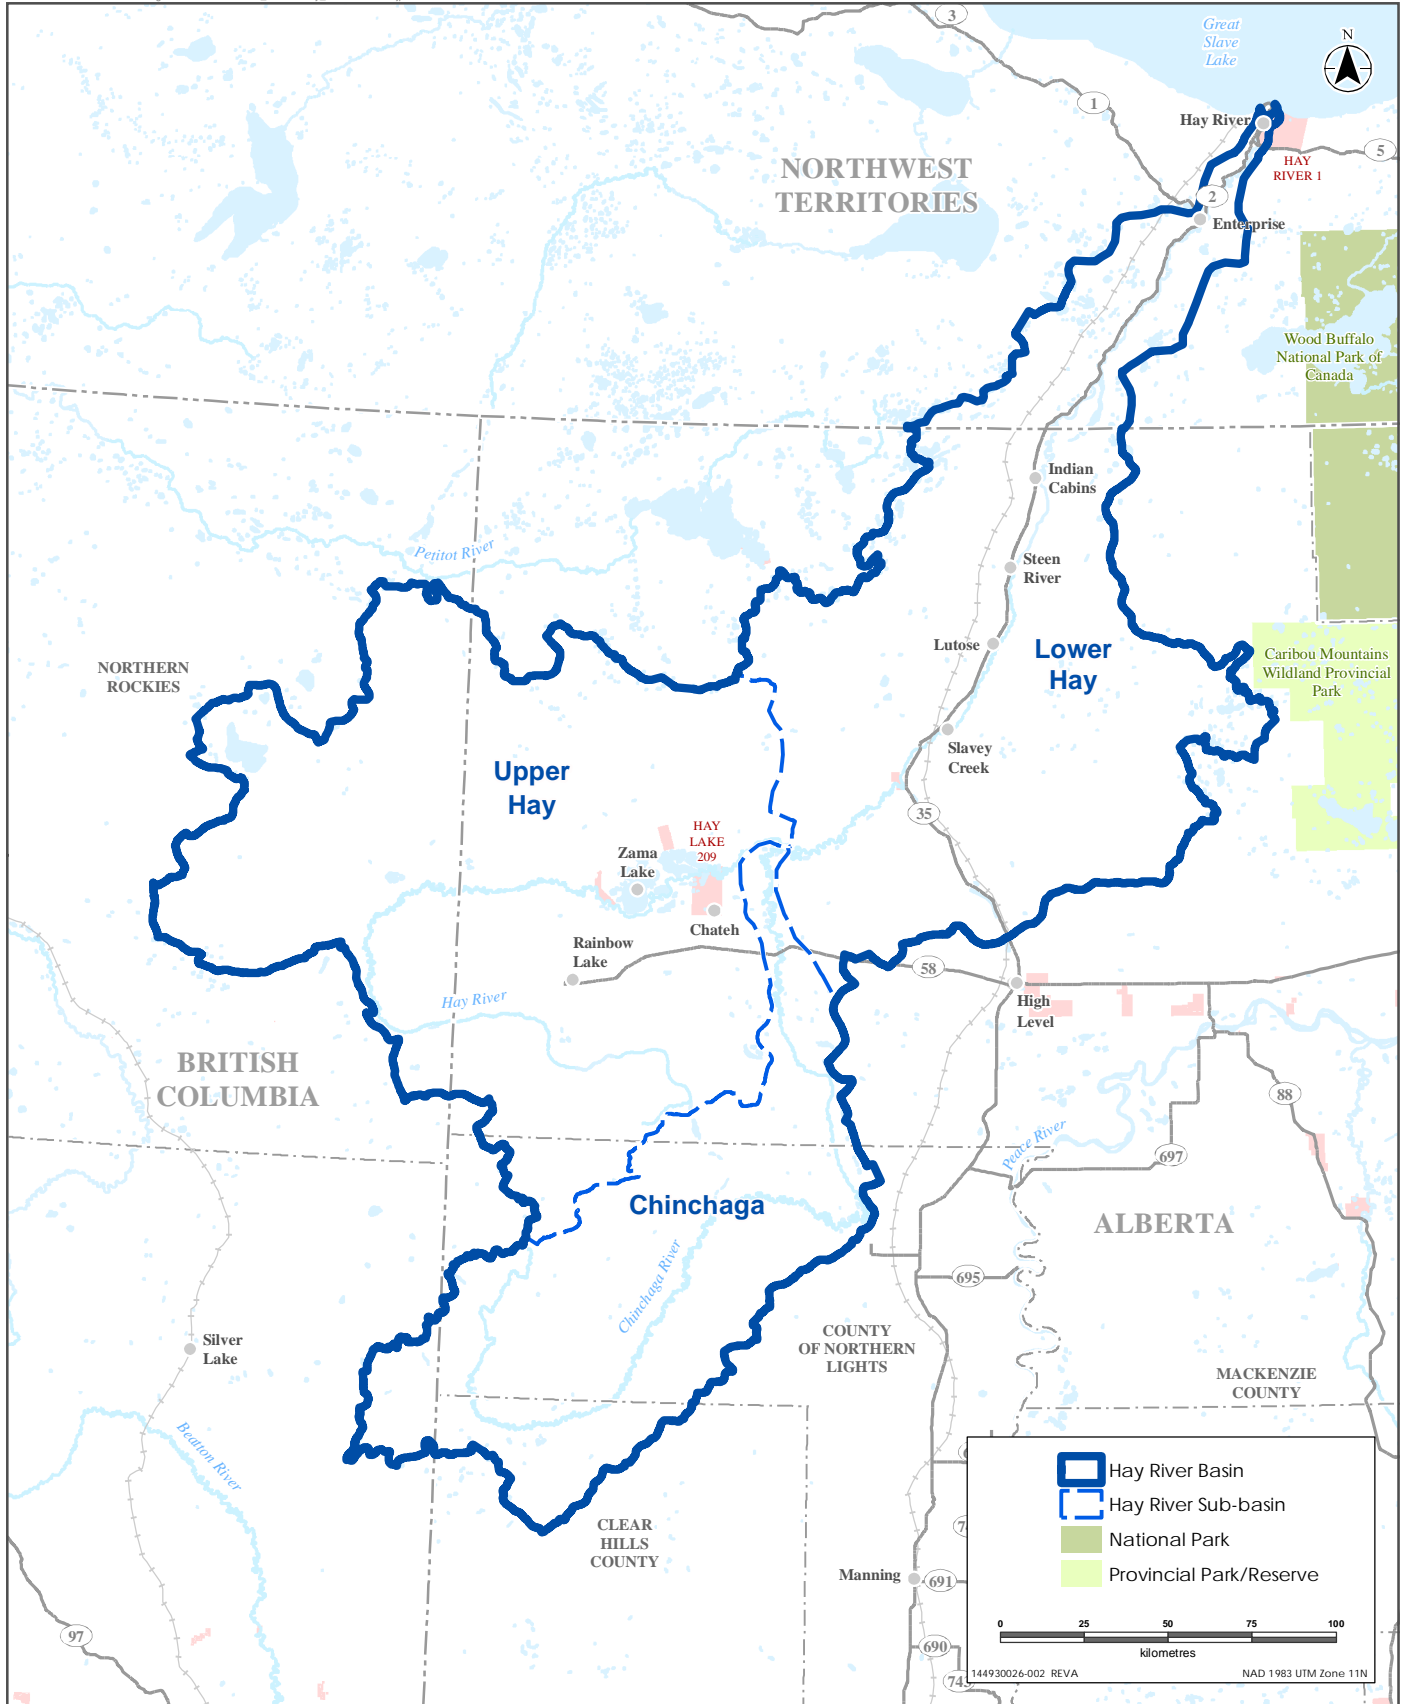 3
Great
Slave
Lake
N
1
Hay River
5
HAY
RIVER 1
NORTHWEST
TERRITORIES
2
Enterprise
Wood Buffalo
National Park of
Canada
Indian
Cabins
Petitot River
Steen
River
Lutose
Lower
Hay
Caribou Mountains
Wildland Provincial
Park
NORTHERN
ROCKIES
Slavey
Creek
Upper
Hay
35
HAY
LAKE
209
Zama
Lake
Chateh
Rainbow
Lake
58
Hay River
High
Level
BRITISH
COLUMBIA
88
Peace River
697
Chinchaga
ALBERTA
Chinchaga River
695
Silver
Lake
COUNTY
OF NORTHERN
LIGHTS
MACKENZIE
COUNTY
Beatton River
Hay River Basin
Hay River Sub-basin
National Park
Provincial Park/Reserve
CLEAR
HILLS
COUNTY
Manning
691
97
690
0 25 50 75 100
kilometres
144930026-002 REVA
NAD 1983 UTM Zone 11N